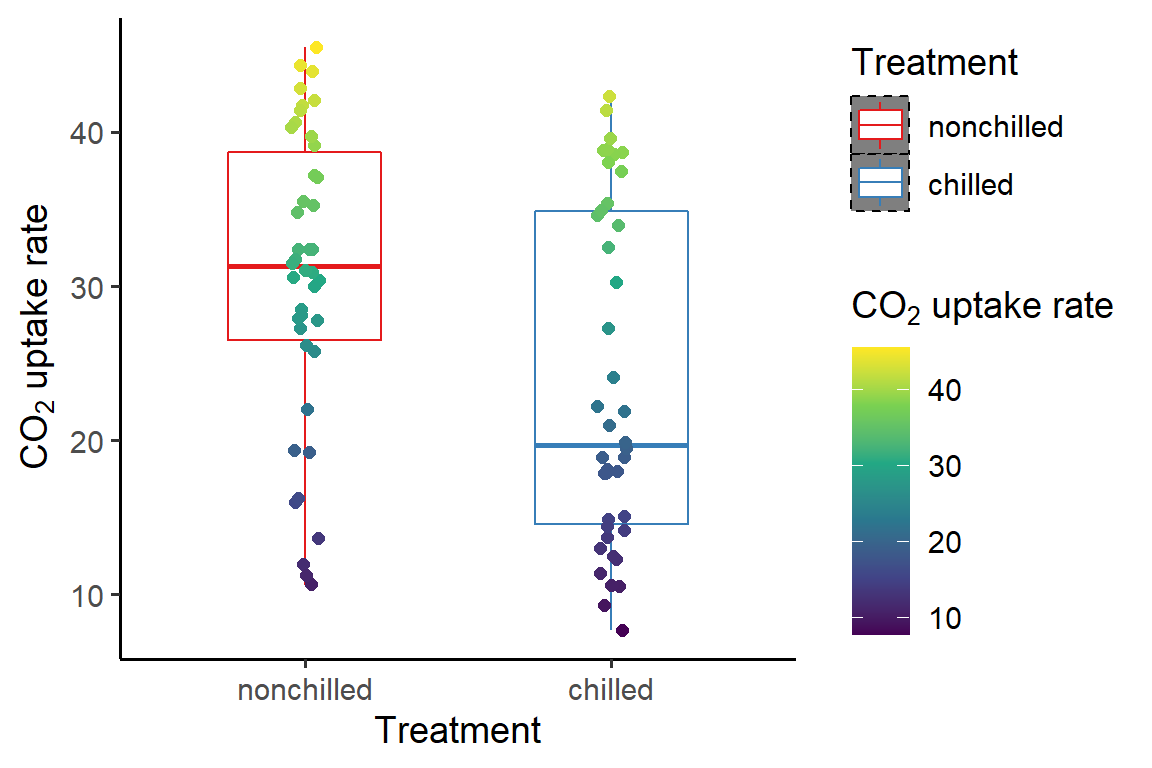 Treatment
nonchilled
chilled
CO₂ uptake rate
40
30
20
10
CO₂ uptake rate
40
30
20
10
nonchilled
chilled
Treatment